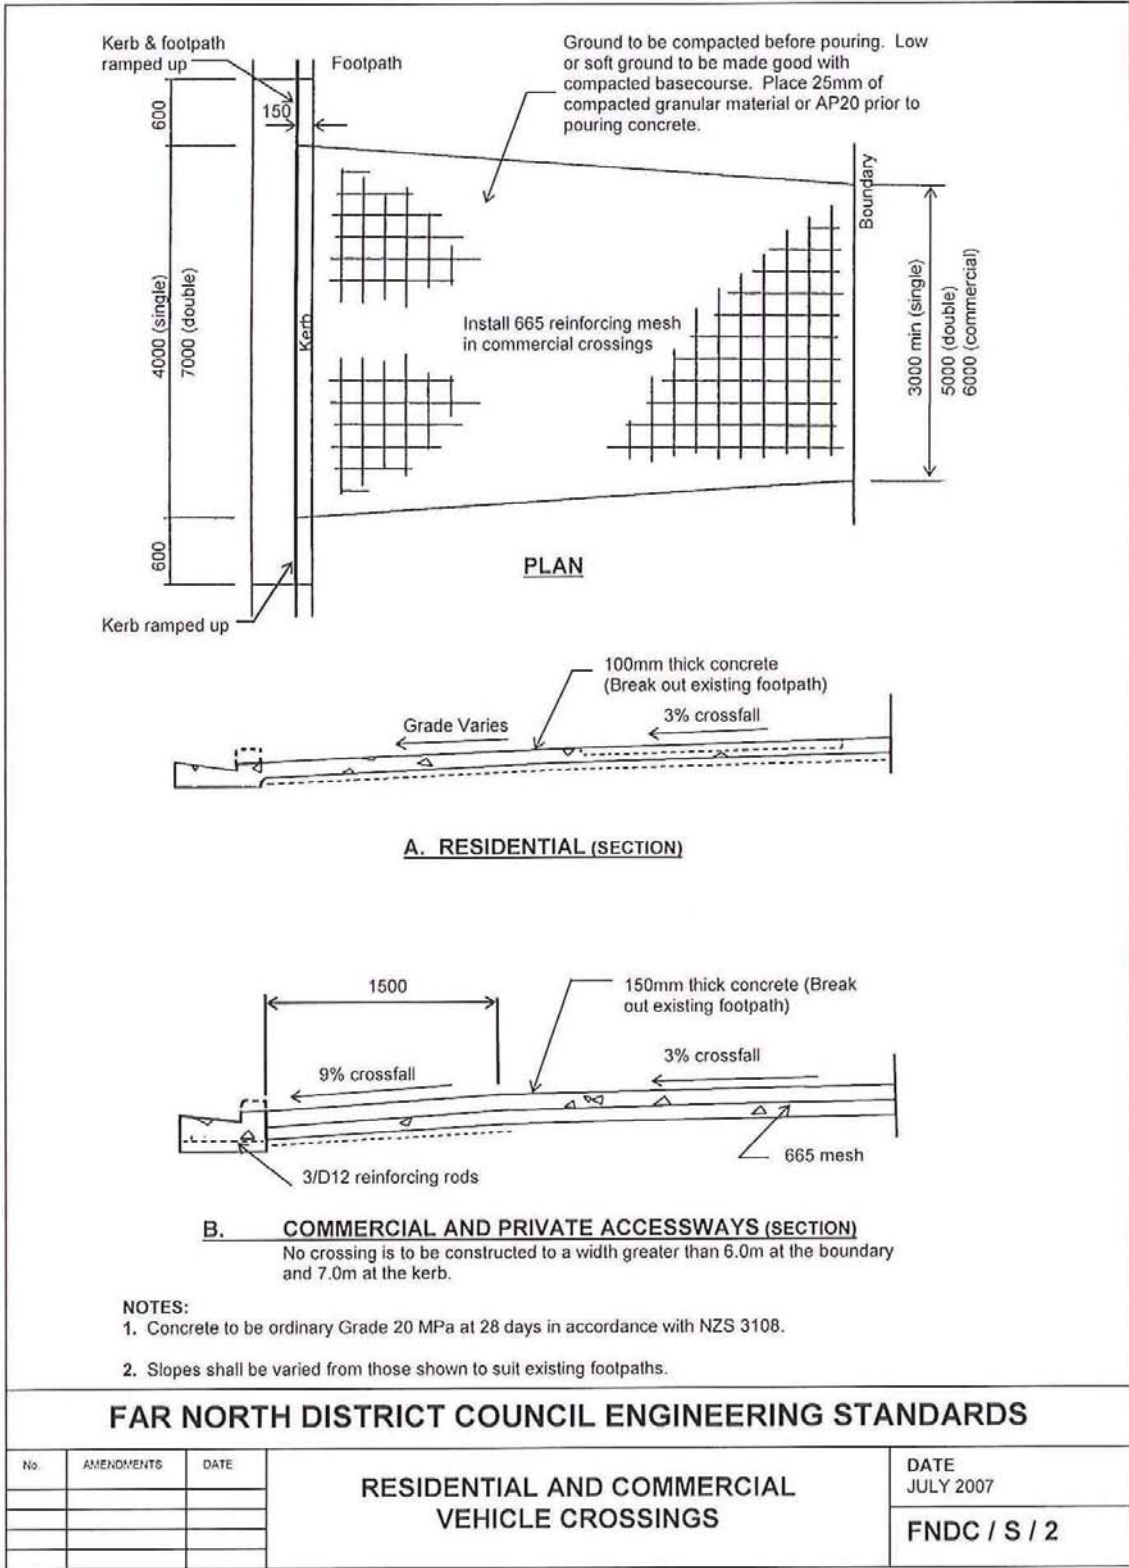 Kerb & footpath
ramped up
Footpath
Ground to be compacted before pouring. Low
or soft ground to be made good with
compacted basecourse. Place 25mm of
compacted granular material or AP20 prior to
pouring concrete.
600
150
Boundary
4000 (single)
7000 (double)
Kerb
Install 665 reinforcing mesh
in commercial crossings
3000 min (single)
5000 (double)
6000 (commercial)
600
PLAN
Kerb ramped up
100mm thick concrete
(Break out existing footpath)
Grade Varies
3% crossfall
A. RESIDENTIAL (SECTION)
1500
150mm thick concrete (Break
out existing footpath)
9% crossfall
3% crossfall
665 mesh
3/D12 reinforcing rods
B. COMMERCIAL AND PRIVATE ACCESSWAYS (SECTION)
No crossing is to be constructed to a width greater than 6.0m at the boundary
and 7.0m at the kerb.
NOTES:
1. Concrete to be ordinary Grade 20 MPa at 28 days in accordance with NZS 3108.
2. Slopes shall be varied from those shown to suit existing footpaths.
FAR NORTH DISTRICT COUNCIL ENGINEERING STANDARDS
No. AMENDMENTS DATE
RESIDENTIAL AND COMMERCIAL
VEHICLE CROSSINGS
DATE
JULY 2007
FNDC / S / 2